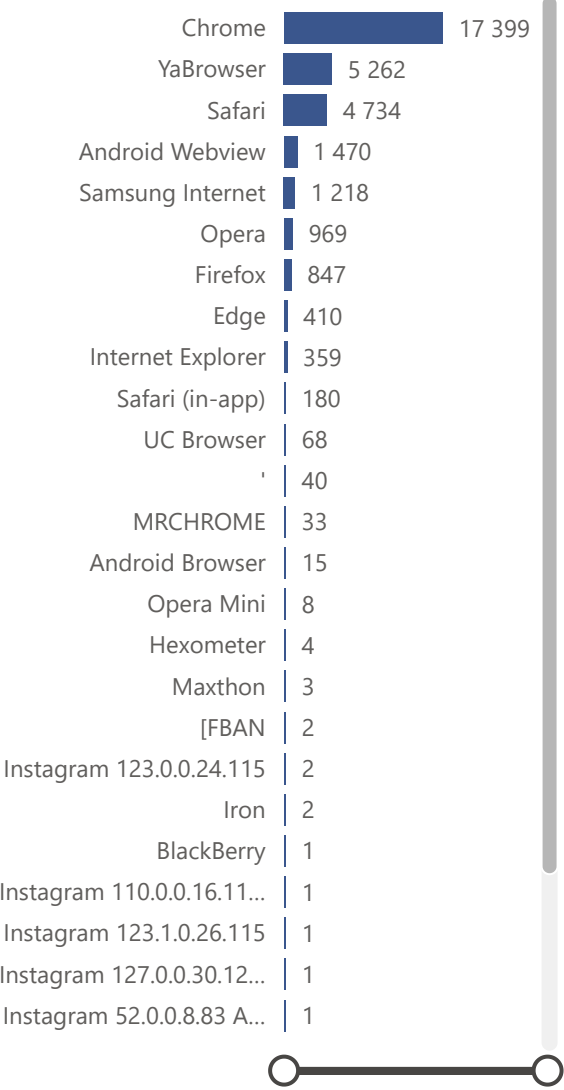 Chrome 17 399
YaBrowser 5 262
Safari 4 734
Android Webview 1 470
Samsung Internet 1 218
Opera 969
Firefox 847
Edge 410
Internet Explorer 359
Safari (in-app) 180
UC Browser 68
' 40
MRCHROME 33
Android Browser 15
Opera Mini 8
Hexometer 4
Maxthon 3
[FBAN 2
Instagram 123.0.0.24.115 2
Iron 2
BlackBerry 1
Instagram 110.0.0.16.11... 1
Instagram 123.1.0.26.115 1
Instagram 127.0.0.30.12... 1
Instagram 52.0.0.8.83 A... 1